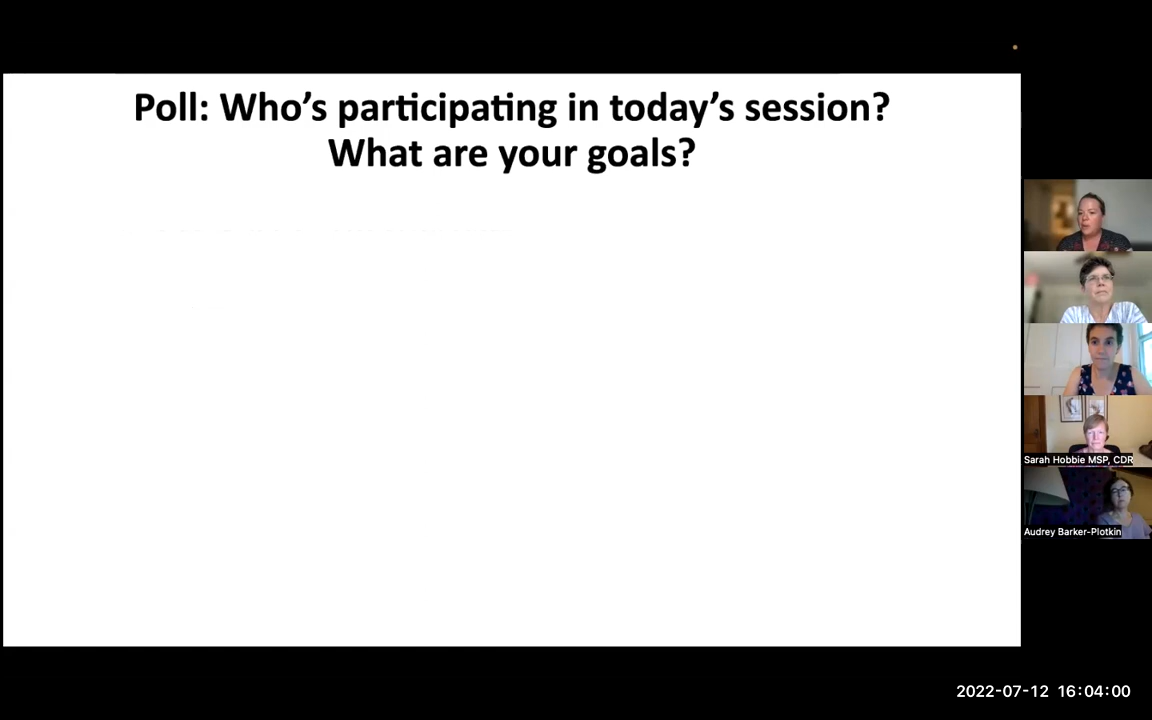 Poll: Who's participating in today's session?
What are your goals?
Sarah Hobbie MSP, CDR
Audrey Barker-Plotkin
2022-07-12 16:04:00